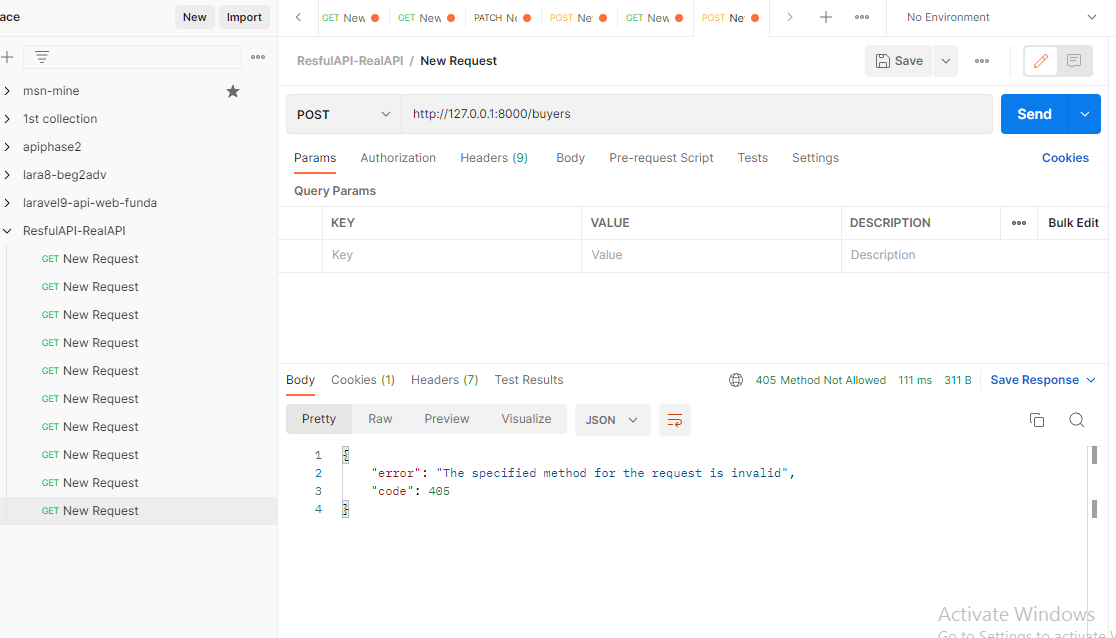 ace
New
Import
GET New
GET New
PATCH Ne
POST Ne
GET New
POST Ne
No Environment
ResfulAPI-RealAPI / New Request
Save
msn-mine
1st collection
apiphase2
lara8-beg2adv
laravel9-api-web-funda
ResfulAPI-RealAPI
GET New Request
GET New Request
GET New Request
GET New Request
GET New Request
GET New Request
GET New Request
GET New Request
GET New Request
GET New Request
POST
http://127.0.0.1:8000/buyers
Send
Params Authorization Headers (9) Body Pre-request Script Tests Settings Cookies
Query Params
KEY VALUE DESCRIPTION Bulk Edit
Key Value Description
Body Cookies (1) Headers (7) Test Results 405 Method Not Allowed 111 ms 311 B Save Response
Pretty Raw Preview Visualize JSON
1 {
2 "error": "The specified method for the request is invalid",
3 "code": 405
4 }
Activate Windows
Go to Settings to activate W